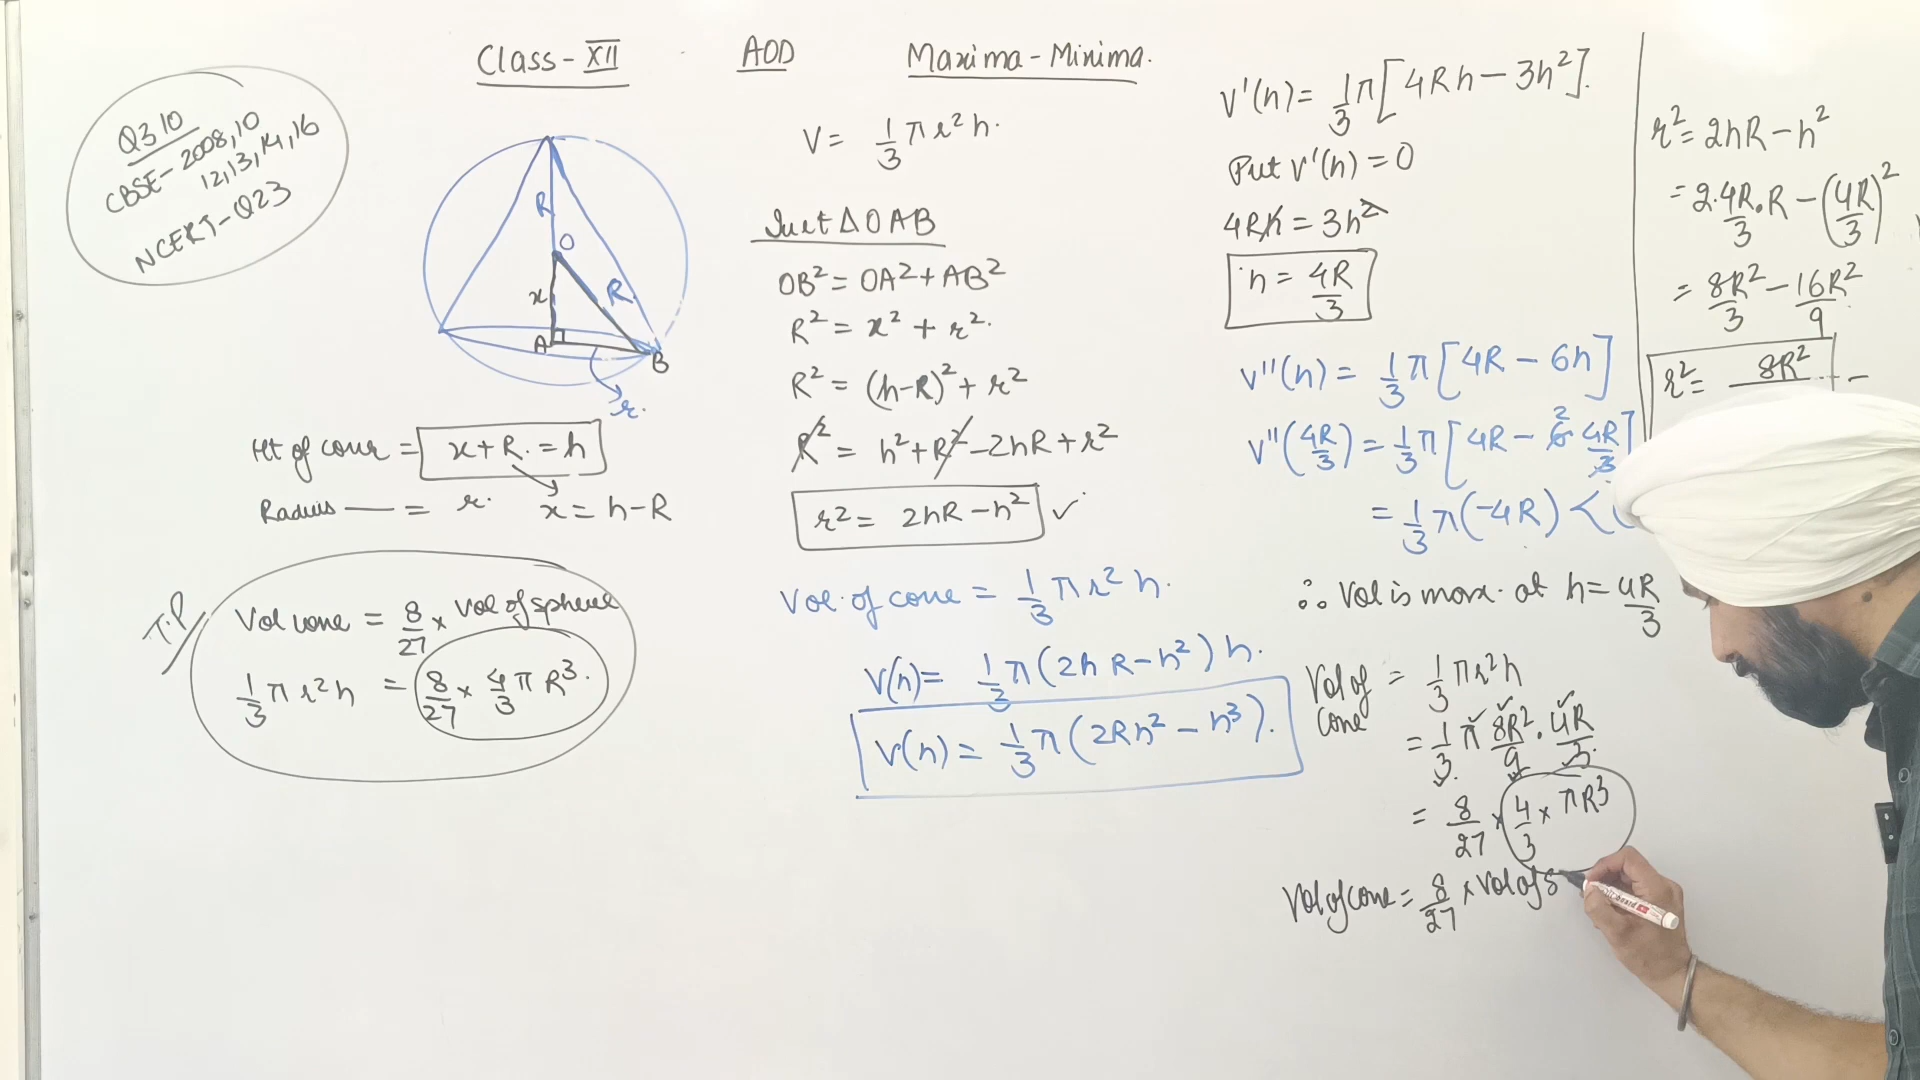 Class - XII AOD Maxima - Minima.
Q310
CBSE - 2008,10
12,13,14,16
NCERT - Q23
R
O
x
R
A
B
r.
Ht of cone = x + R. = h
Radius — = r. x = h - R
T.P
Vol cone = 8/27 × Vol of sphere
1/3 π r² h = 8/27 × 4/3 π R³.
V = 1/3 π r² h.
In rt Δ OAB
OB² = OA² + AB²
R² = x² + r².
R² = (h-R)² + r²
R² = h² + R² - 2hR + r²
r² = 2hR - h² ✓
Vol. of cone = 1/3 π r² h.
V(h) = 1/3 π (2hR - h²) h.
V(h) = 1/3 π (2Rh² - h³).
V'(h) = 1/3 π [4Rh - 3h²].
Put V'(h) = 0
4Rh = 3h²
h = 4R/3
V''(h) = 1/3 π [4R - 6h]
V''(4R/3) = 1/3 π [4R - 6 2 4R/3]
= 1/3 π (-4R) <
∴ Vol is max. at h = 4R/3
Vol of cone = 1/3 π r² h
= 1/3 π 8R²/9 . 4R/3.
= 8/27 × 4/3 × πR³
Vol of cone = 8/27 × Vol of s
r² = 2hR - h²
= 2.4R/3.R - (4R/3)²
= 8R²/3 - 16R²/9
r² = 8R²